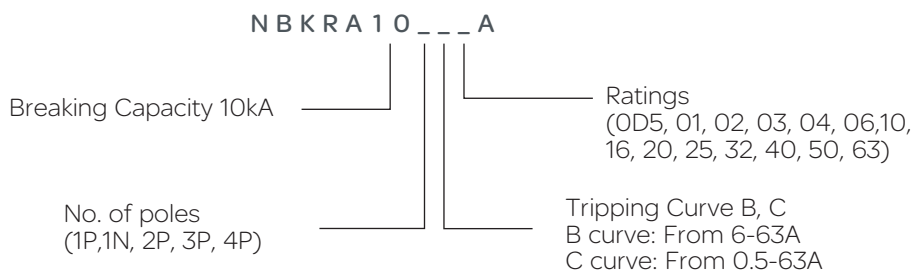 NBKRA10___A
Breaking Capacity 10kA
Ratings
(0D5, 01, 02, 03, 04, 06,10,
16, 20, 25, 32, 40, 50, 63)
No. of poles
(1P,1N, 2P, 3P, 4P)
Tripping Curve B, C
B curve: From 6-63A
C curve: From 0.5-63A